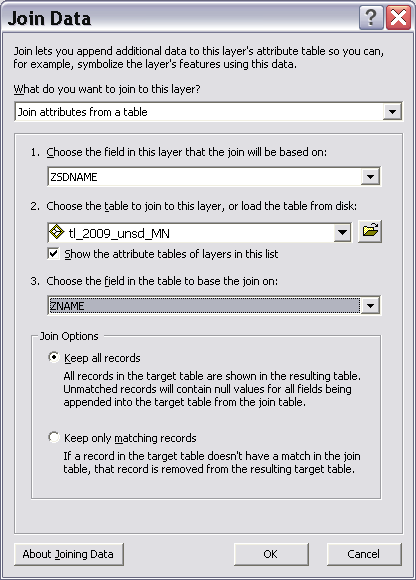 Join Data
Join lets you append additional data to this layer's attribute table so you can,
for example, symbolize the layer's features using this data.
What do you want to join to this layer?
Join attributes from a table
1. Choose the field in this layer that the join will be based on:
ZSDNAME
2. Choose the table to join to this layer, or load the table from disk:
tl_2009_unsd_MN
Show the attribute tables of layers in this list
3. Choose the field in the table to base the join on:
ZNAME
Join Options
Keep all records
All records in the target table are shown in the resulting table.
Unmatched records will contain null values for all fields being
appended into the target table from the join table.
Keep only matching records
If a record in the target table doesn't have a match in the join
table, that record is removed from the resulting target table.
About Joining Data
OK
Cancel